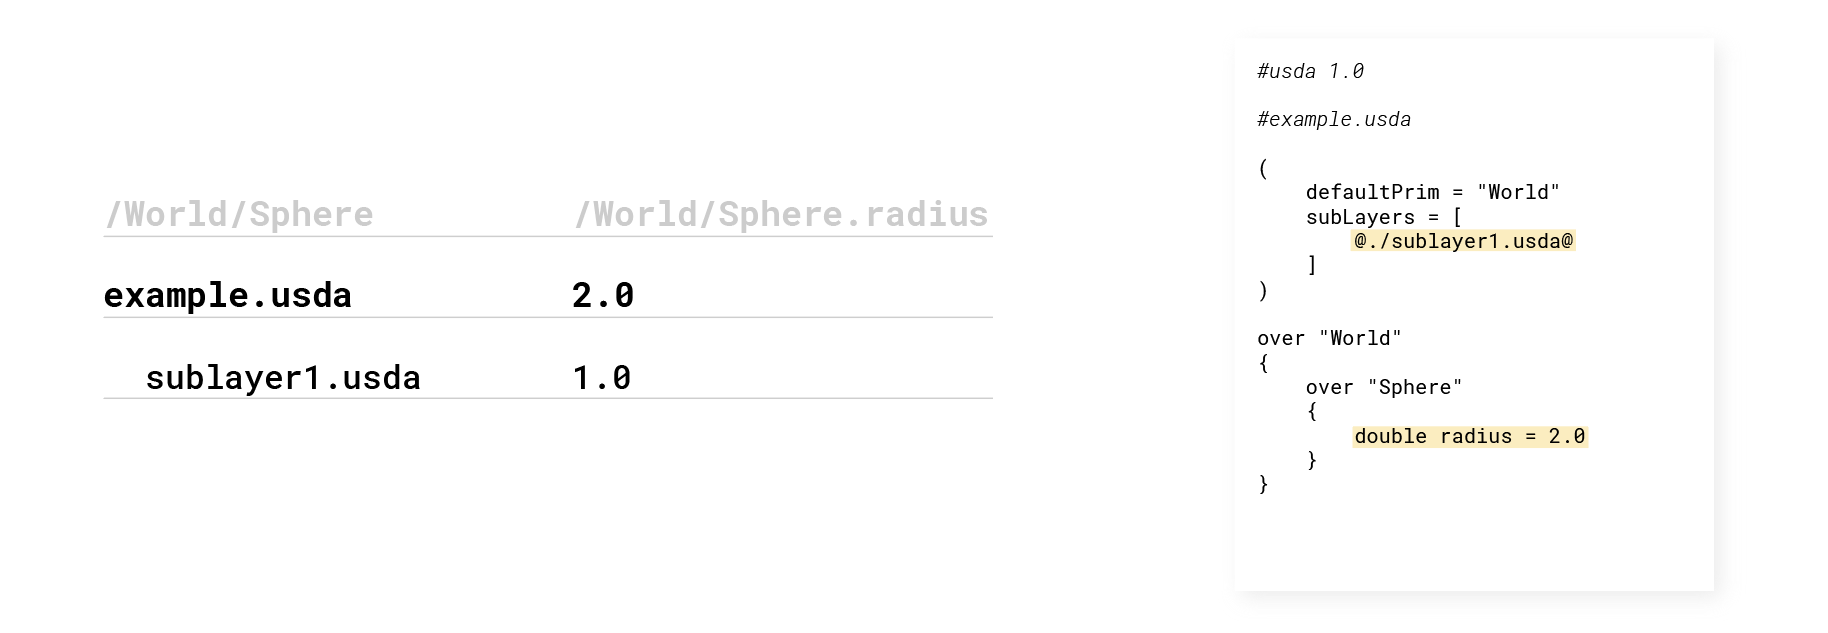 /World/Sphere /World/Sphere.radius
example.usda 2.0
sublayer1.usda 1.0
#usda 1.0
#example.usda
(
    defaultPrim = "World"
    subLayers = [
        @./sublayer1.usda@
    ]
)
over "World"
{
    over "Sphere"
    {
        double radius = 2.0
    }
}